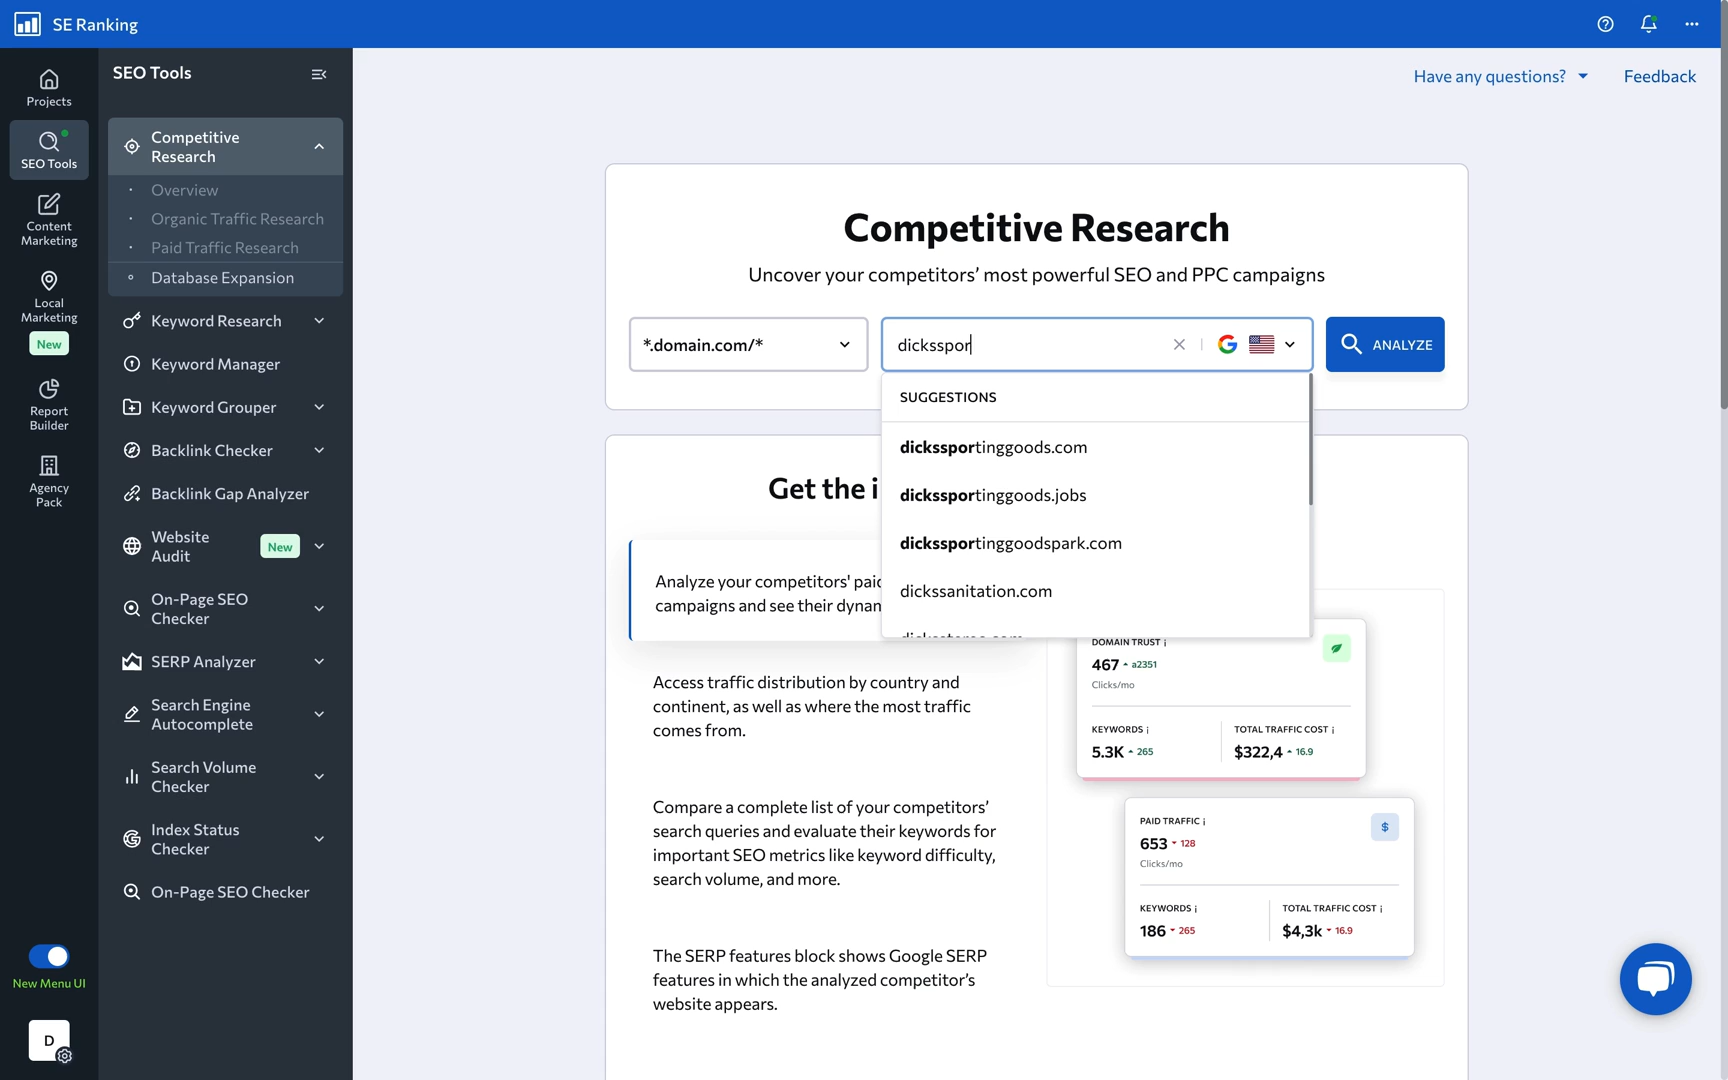 SE Ranking
Have any questions?
Feedback
Projects
SEO Tools
Content
Marketing
Local
Marketing
New
Report
Builder
Agency
Pack
New Menu UI
D
SEO Tools
Competitive
Research
Overview
Organic Traffic Research
Paid Traffic Research
Database Expansion
Keyword Research
Keyword Manager
Keyword Grouper
Backlink Checker
Backlink Gap Analyzer
Website
Audit
New
On-Page SEO
Checker
SERP Analyzer
Search Engine
Autocomplete
Search Volume
Checker
Index Status
Checker
On-Page SEO Checker
Competitive Research
Uncover your competitors’ most powerful SEO and PPC campaigns
*.domain.com/*
dicksspor
ANALYZE
SUGGESTIONS
dickssportinggoods.com
dickssportinggoods.jobs
dickssportinggoodspark.com
dickssanitation.com
Get the i
Analyze your competitors' paid
campaigns and see their dynam
Access traffic distribution by country and
continent, as well as where the most traffic
comes from.
Compare a complete list of your competitors’
search queries and evaluate their keywords for
important SEO metrics like keyword difficulty,
search volume, and more.
The SERP features block shows Google SERP
features in which the analyzed competitor’s
website appears.
DOMAIN TRUST
467 a2351
Clicks/mo
KEYWORDS
5.3K 265
TOTAL TRAFFIC COST
$322,4 16.9
PAID TRAFFIC
653 128
Clicks/mo
$
KEYWORDS
186 265
TOTAL TRAFFIC COST
$4,3k 16.9